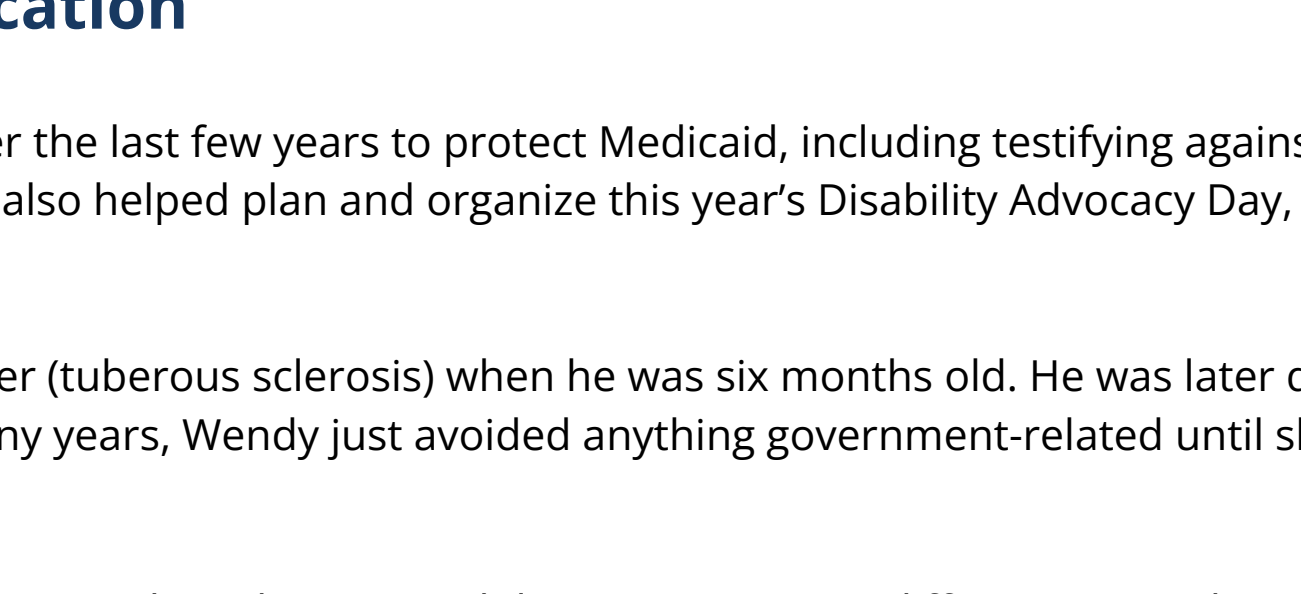 cation
er the last few years to protect Medicaid, including testifying agains
also helped plan and organize this year’s Disability Advocacy Day,
er (tuberous sclerosis) when he was six months old. He was later
ny years, Wendy just avoided anything government-related until